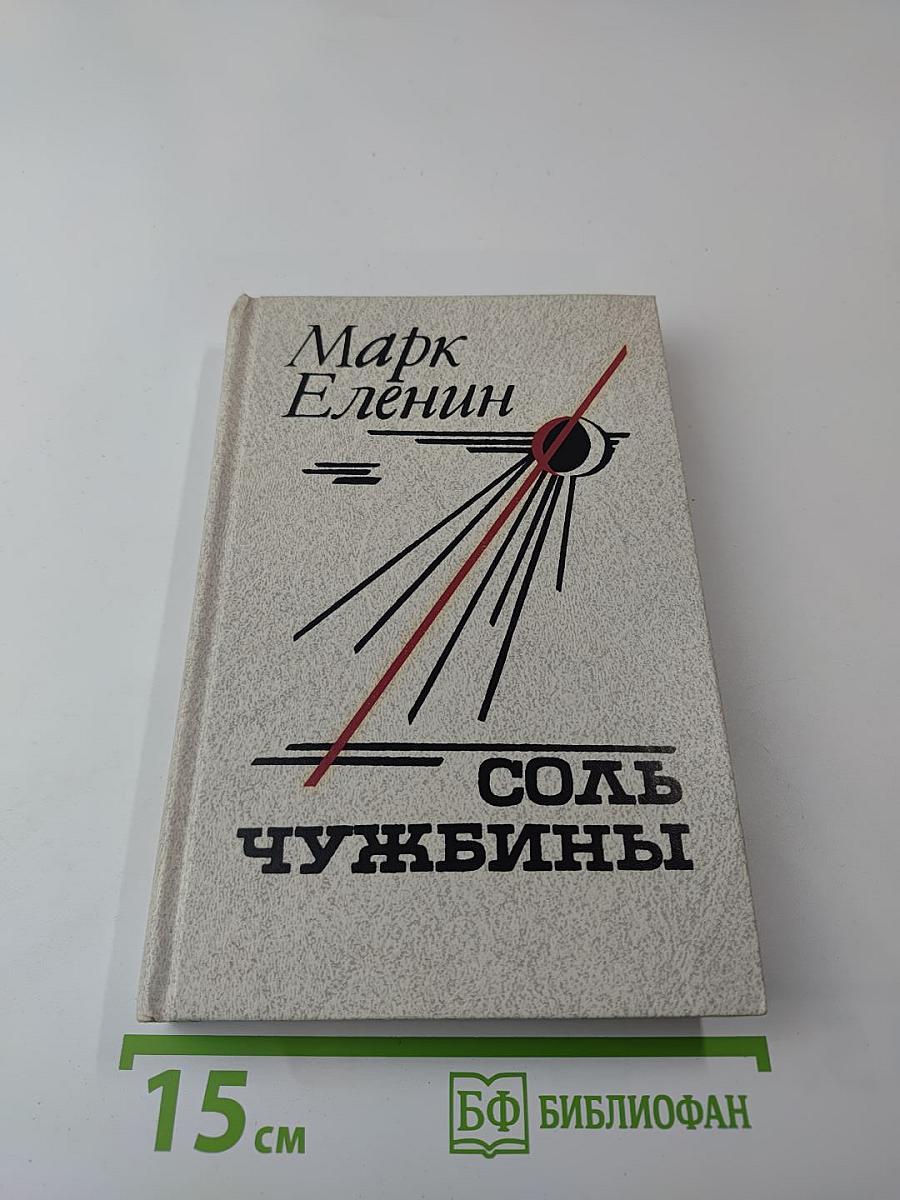 Марк
Еленин
СОЛЬ
ЧУЖБИНЫ
15 см
БФ БИБЛИОФАН